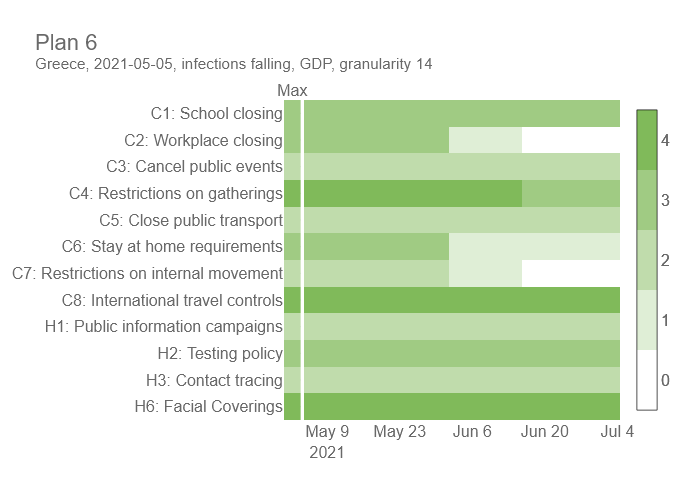 Plan 6
Greece, 2021-05-05, infections falling, GDP, granularity 14
Max
C1: School closing
C2: Workplace closing
C3: Cancel public events
C4: Restrictions on gatherings
C5: Close public transport
C6: Stay at home requirements
C7: Restrictions on internal movement
C8: International travel controls
H1: Public information campaigns
H2: Testing policy
H3: Contact tracing
H6: Facial Coverings
May 9 May 23 Jun 6 Jun 20 Jul 4
2021
4
3
2
1
0